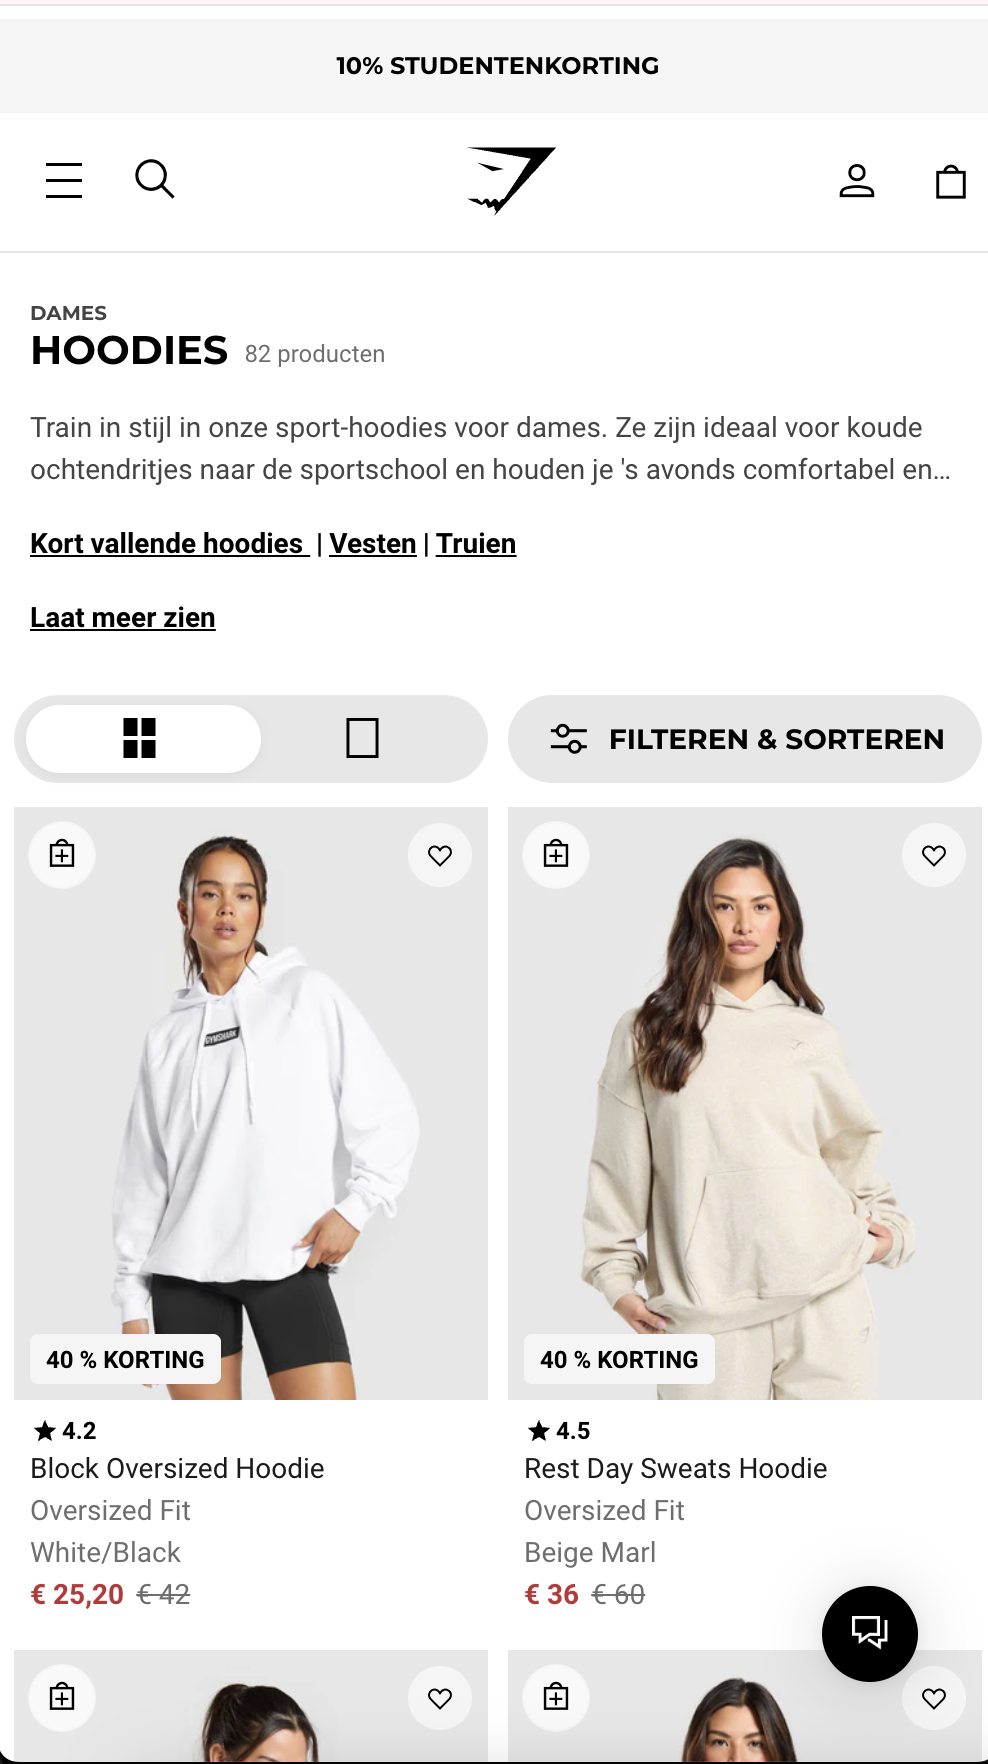 10% STUDENTENKORTING
DAMES
HOODIES 82 producten
Train in stijl in onze sport-hoodies voor dames. Ze zijn ideaal voor koude
ochtendritjes naar de sportschool en houden je 's avonds comfortabel en...
Kort vallende hoodies | Vesten | Truien
Laat meer zien
FILTEREN & SORTEREN
GYMSHARK
40 % KORTING
40 % KORTING
4.2
Block Oversized Hoodie
Oversized Fit
White/Black
€ 25,20 € 42
4.5
Rest Day Sweats Hoodie
Oversized Fit
Beige Marl
€ 36 € 60